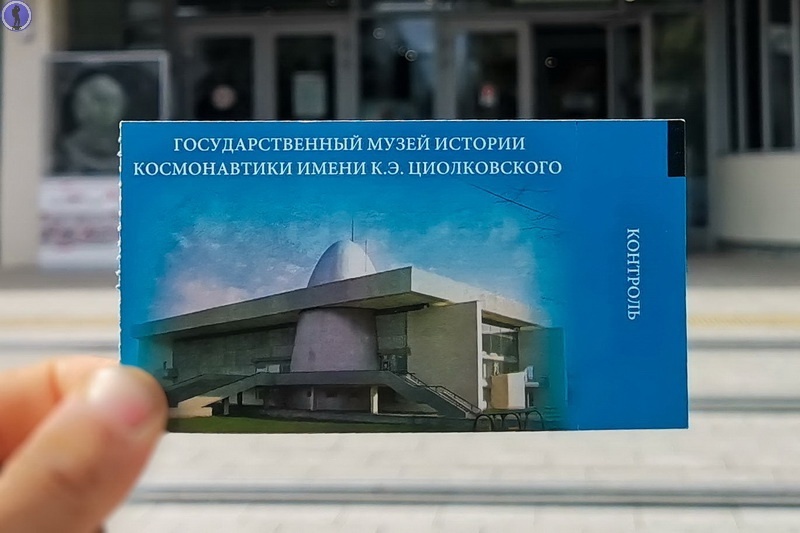 ГОСУДАРСТВЕННЫЙ МУЗЕЙ ИСТОРИИ
КОСМОНАВТИКИ ИМЕНИ К.Э. ЦИОЛКОВСКОГО
КОНТРОЛЬ